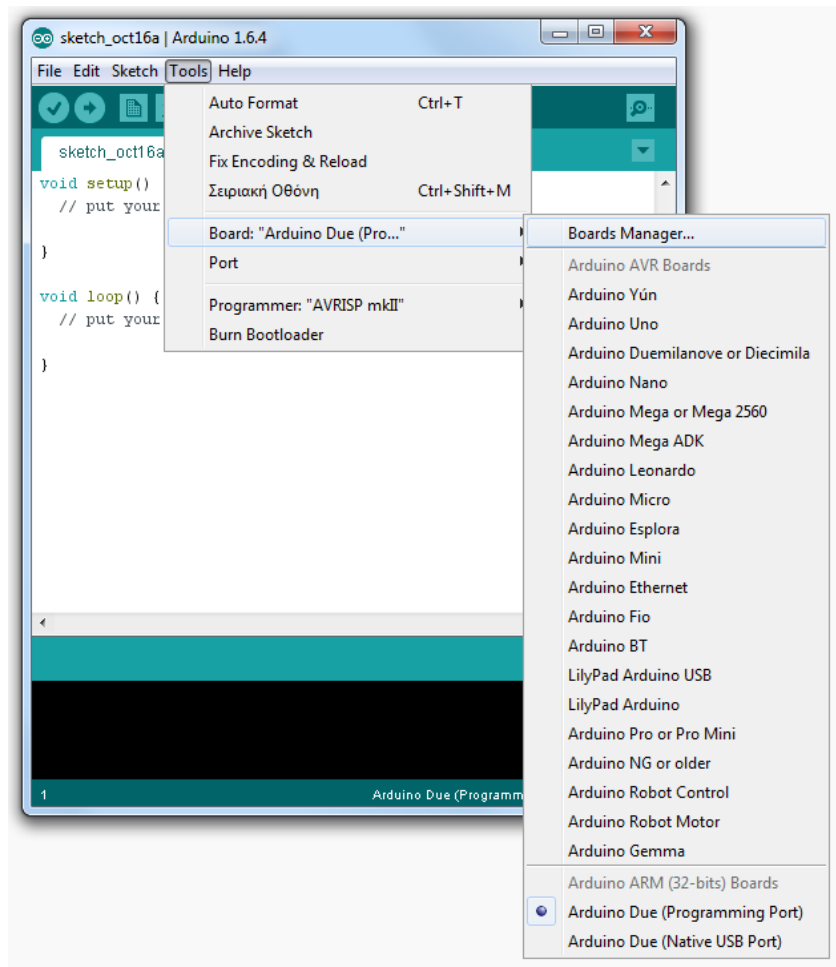 sketch_oct16a | Arduino 1.6.4
File Edit Sketch Tools Help
sketch_oct16a
void setup()
// put your
}
void loop() {
// put your
}
Auto Format Ctrl+T
Archive Sketch
Fix Encoding & Reload
Σειριακή Οθόνη Ctrl+Shift+M
Board: "Arduino Due (Pro..."
Port
Programmer: "AVRISP mkII"
Burn Bootloader
Boards Manager...
Arduino AVR Boards
Arduino Yún
Arduino Uno
Arduino Duemilanove or Diecimila
Arduino Nano
Arduino Mega or Mega 2560
Arduino Mega ADK
Arduino Leonardo
Arduino Micro
Arduino Esplora
Arduino Mini
Arduino Ethernet
Arduino Fio
Arduino BT
LilyPad Arduino USB
LilyPad Arduino
Arduino Pro or Pro Mini
Arduino NG or older
Arduino Robot Control
Arduino Robot Motor
Arduino Gemma
Arduino ARM (32-bits) Boards
Arduino Due (Programming Port)
Arduino Due (Native USB Port)
1 Arduino Due (Programm